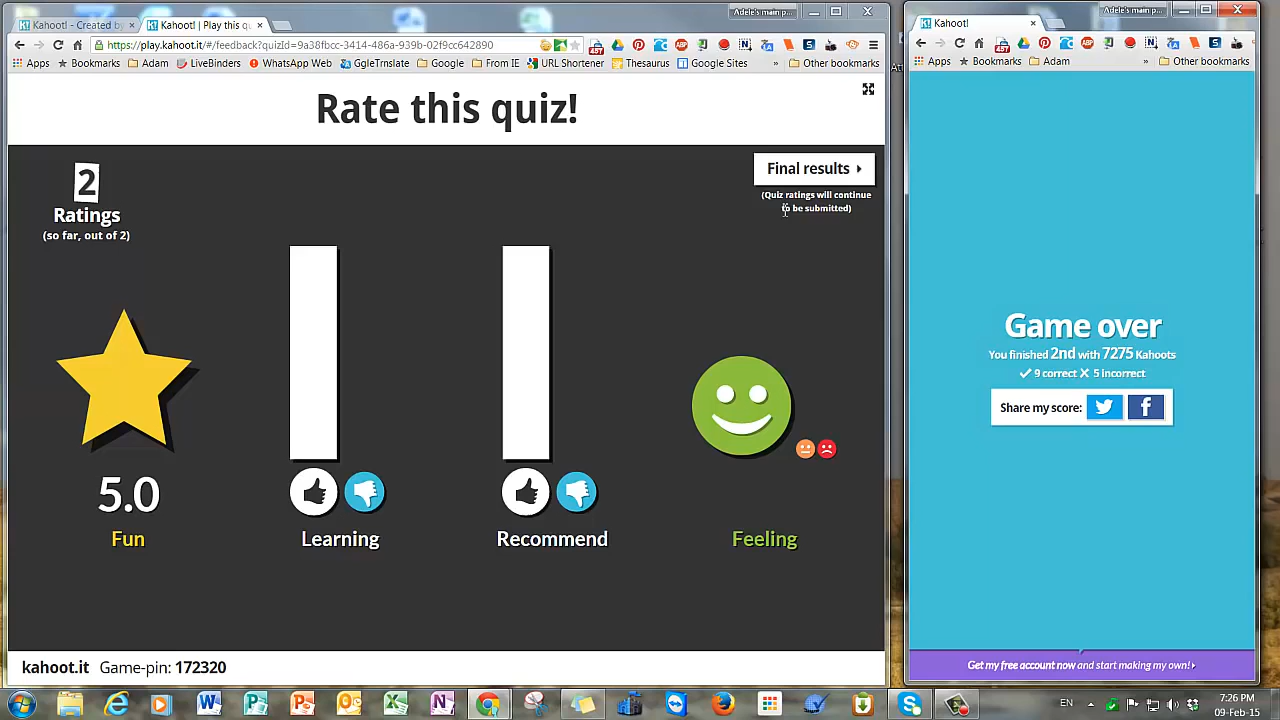 Kahoot! - Created by
Kahoot! | Play this q
Adele's main p...
https://play.kahoot.it/#/feedback?quizId=9a38fbcc-3414-493a-939b-02f9cc642890
Apps
Bookmarks
Adam
LiveBinders
WhatsApp Web
GgleTrnslate
Google
From IE
URL Shortener
Thesaurus
Google Sites
»
Other bookmarks
Rate this quiz!
2
Ratings
(so far, out of 2)
Final results
(Quiz ratings will continue
to be submitted)
5.0
Fun
Learning
Recommend
Feeling
kahoot.it Game-pin: 172320
Kahoot!
Adele's main p...
Apps
Bookmarks
Adam
»
Other bookmarks
Game over
You finished 2nd with 7275 Kahoots
9 correct 5 incorrect
Share my score:
Get my free account now and start making my own!
EN
7:26 PM
09-Feb-15